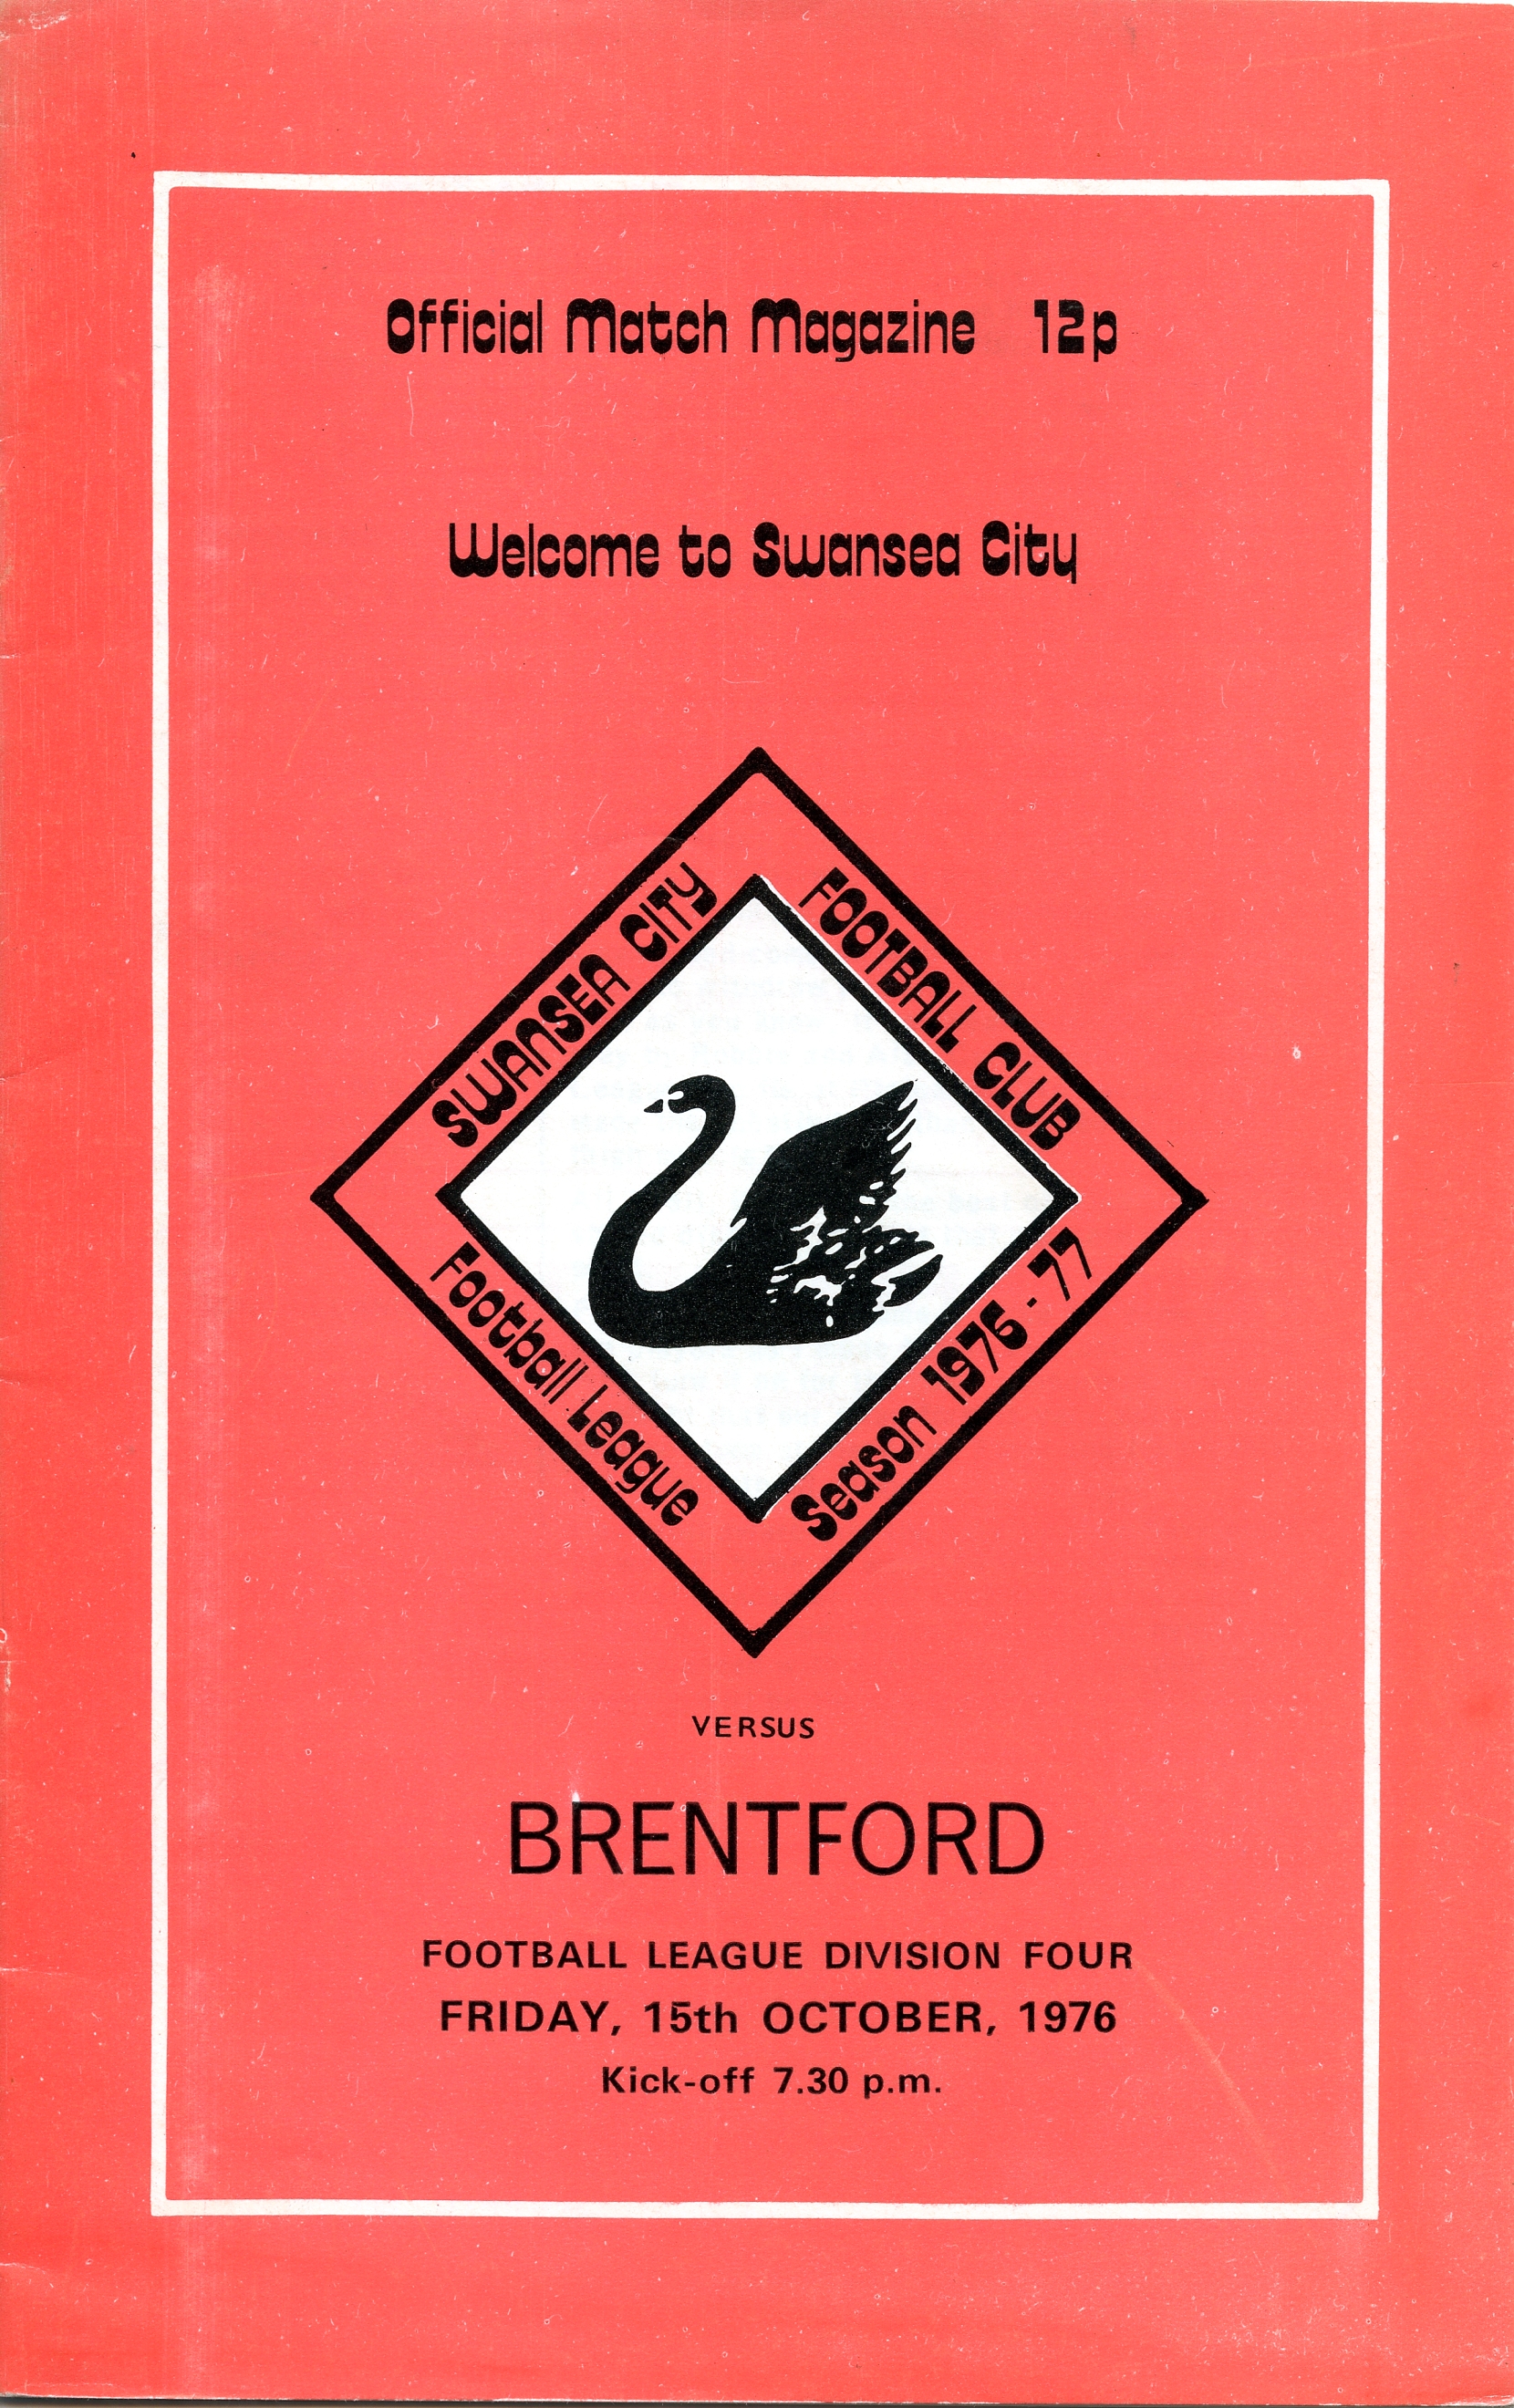 Official Match Magazine 12p
Welcome to Swansea City
SWANSEA CITY
FOOTBALL CLUB
Football League
Season 1976-77
VERSUS
BRENTFORD
FOOTBALL LEAGUE DIVISION FOUR
FRIDAY, 15th OCTOBER, 1976
Kick-off 7.30 p.m.